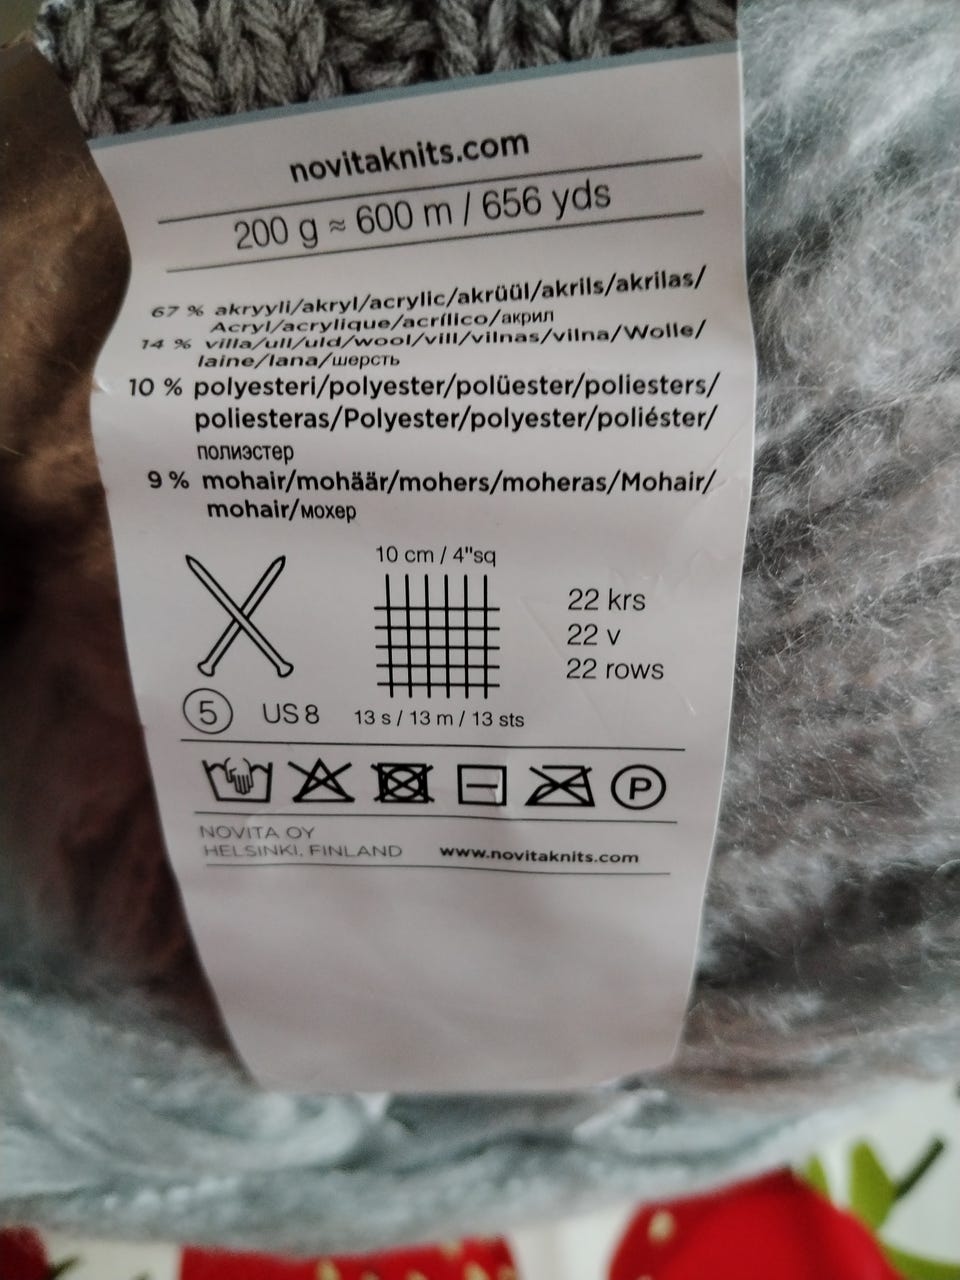 novitaknits.com
200 g ≈ 600 m / 656 yds
67 % akryyli/akryl/acrylic/akrüül/akrils/akrilas/
Acryl/acrylique/acrílico/акрил
14 % villa/ull/uld/wool/vill/vilnas/vilna/Wolle/
laine/lana/шерсть
10 % polyesteri/polyester/polüester/poliesters/
poliesteras/Polyester/polyester/poliéster/
полиэстер
9 % mohair/mohäär/mohers/moheras/Mohair/
mohair/мохер
10 cm / 4"sq
22 krs
22 v
22 rows
5 US 8 13 s / 13 m / 13 sts
P
NOVITA OY
HELSINKI, FINLAND www.novitaknits.com